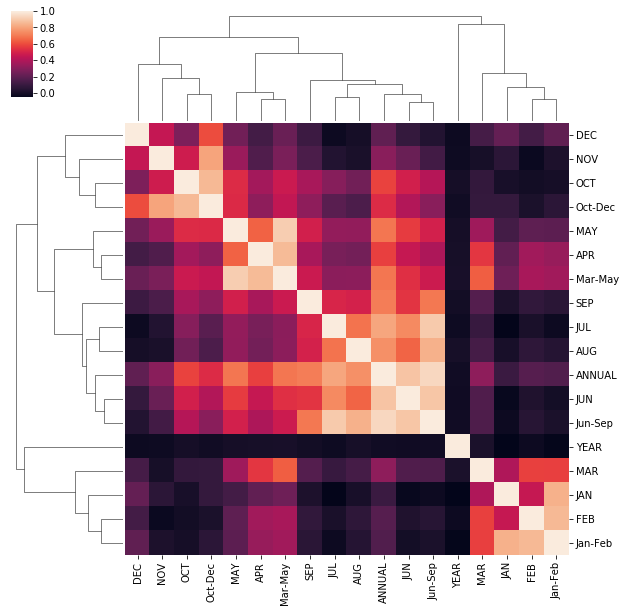 1.0
0.8
0.6
0.4
0.2
0.0
DEC
NOV
OCT
Oct-Dec
MAY
APR
Mar-May
SEP
JUL
AUG
ANNUAL
JUN
Jun-Sep
YEAR
MAR
JAN
FEB
Jan-Feb
DEC
NOV
OCT
Oct-Dec
MAY
APR
Mar-May
SEP
JUL
AUG
ANNUAL
JUN
Jun-Sep
YEAR
MAR
JAN
FEB
Jan-Feb